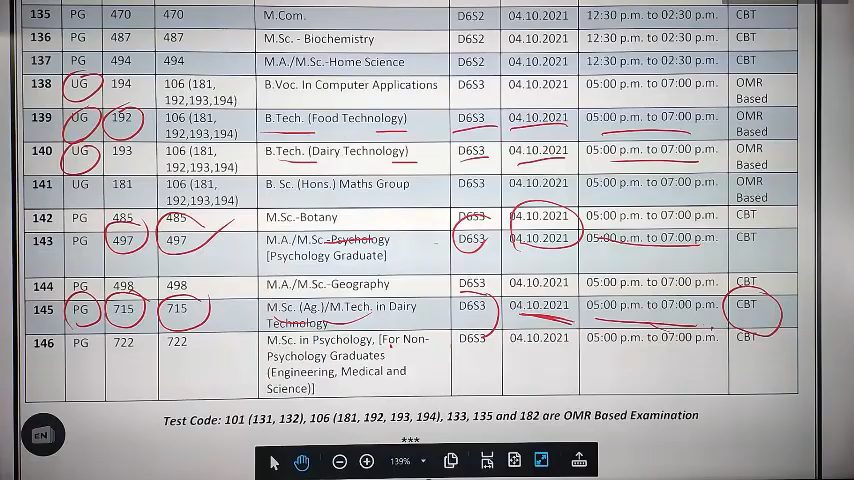 135 PG 470 470 M.Com. D6S2 04.10.2021 12:30 p.m. to 02:30 p.m. CBT
136 PG 487 487 M.Sc. - Biochemistry D6S2 04.10.2021 12:30 p.m. to 02:30 p.m. CBT
137 PG 494 494 M.A./M.Sc.-Home Science D6S2 04.10.2021 12:30 p.m. to 02:30 p.m. CBT
138 UG 194 106 (181, B.Voc. In Computer Applications D6S3 04.10.2021 05:00 p.m. to 07:00 p.m. OMR
192,193,194) Based
139 UG 192 106 (181, B.Tech. (Food Technology) D6S3 04.10.2021 05:00 p.m. to 07:00 p.m. OMR
192,193,194) Based
140 UG 193 106 (181, B.Tech. (Dairy Technology) D6S3 04.10.2021 05:00 p.m. to 07:00 p.m. OMR
192,193,194) Based
141 UG 181 106 (181, B. Sc. (Hons.) Maths Group D6S3 04.10.2021 05:00 p.m. to 07:00 p.m. OMR
192,193,194) Based
142 PG 485 485 M.Sc.-Botany D6S3 04.10.2021 05:00 p.m. to 07:00 p.m. CBT
143 PG 497 497 M.A./M.Sc.-Psychology D6S3 04.10.2021 05:00 p.m. to 07:00 p.m. CBT
[Psychology Graduate]
144 PG 498 498 M.A./M.Sc.-Geography D6S3 04.10.2021 05:00 p.m. to 07:00 p.m. CBT
145 PG 715 715 M.Sc. (Ag.)/M.Tech. in Dairy D6S3 04.10.2021 05:00 p.m. to 07:00 p.m. CBT
Technology
146 PG 722 722 M.Sc. in Psychology, [For Non- D6S3 04.10.2021 05:00 p.m. to 07:00 p.m. CBT
Psychology Graduates
(Engineering, Medical and
Science)]
Test Code: 101 (131, 132), 106 (181, 192, 193, 194), 133, 135 and 182 are OMR Based Examination
***
EN
139%